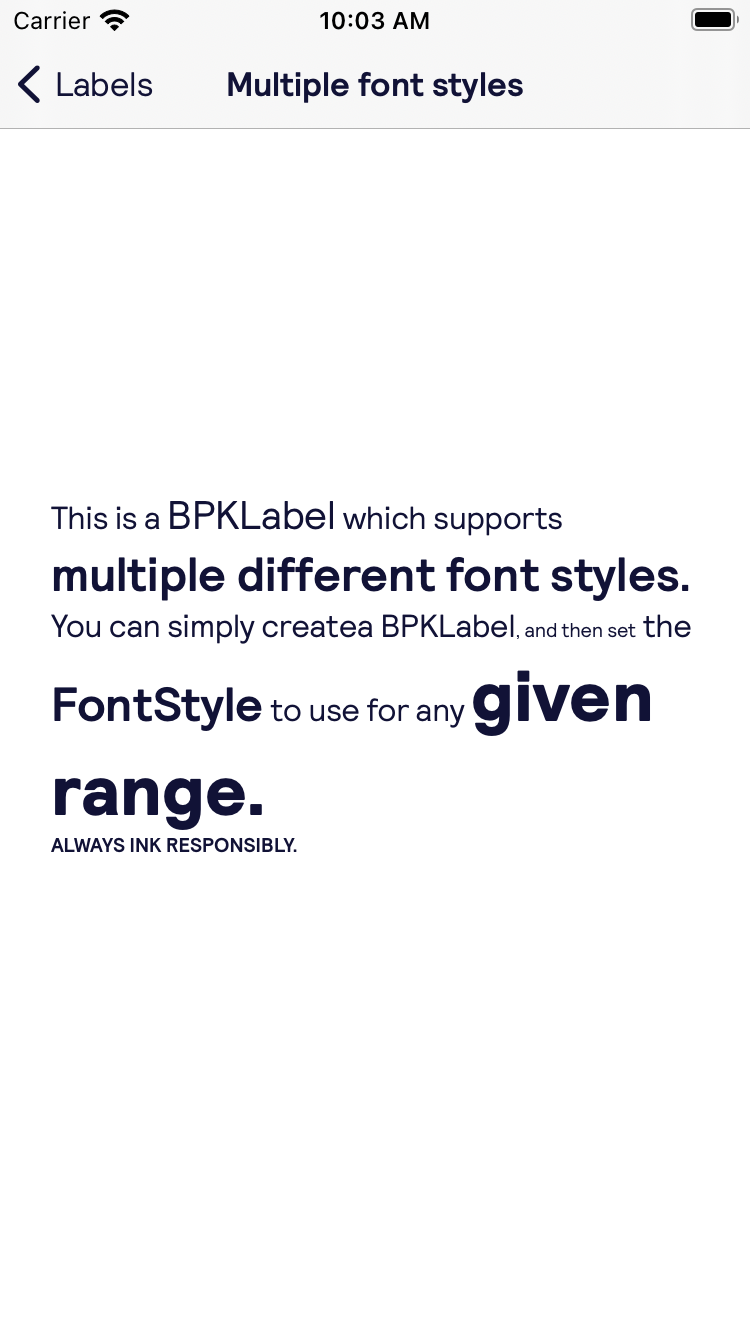 Carrier 10:03 AM
Labels Multiple font styles
This is a BPKLabel which supports
multiple different font styles.
You can simply createa BPKLabel, and then set the
FontStyle to use for any given
range.
ALWAYS INK RESPONSIBLY.